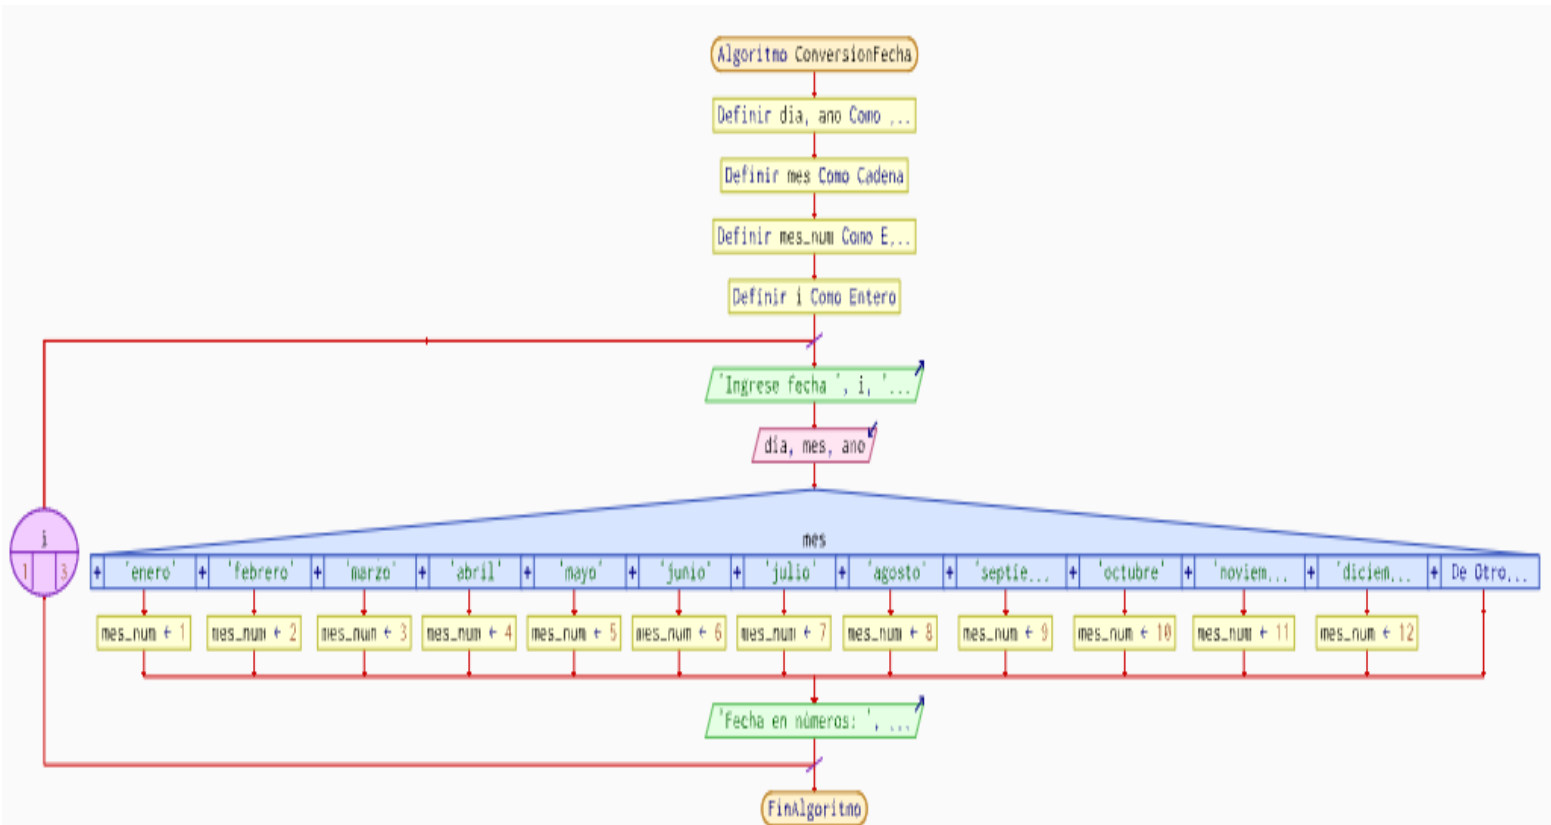 Algoritmo ConversionFecha
Definir dia, ano Como ,..
Definir mes Como Cadena
Definir mes_num Como E,..
Definir i Como Entero
'Ingrese fecha ', i, '...
dia, mes, ano
i
1 3
mes
+ 'enero' + 'febrero' + 'marzo' + 'abril' + 'mayo' + 'junio' + 'julio' + 'agosto' + 'septie... + 'octubre' + 'noviem... + 'diciem... + De Otro...
mes_num ← 1 mes_num ← 2 mes_num ← 3 mes_num ← 4 mes_num ← 5 mes_num ← 6 mes_num ← 7 mes_num ← 8 mes_num ← 9 mes_num ← 10 mes_num ← 11 mes_num ← 12
'Fecha en números: ', ...
FinAlgoritmo